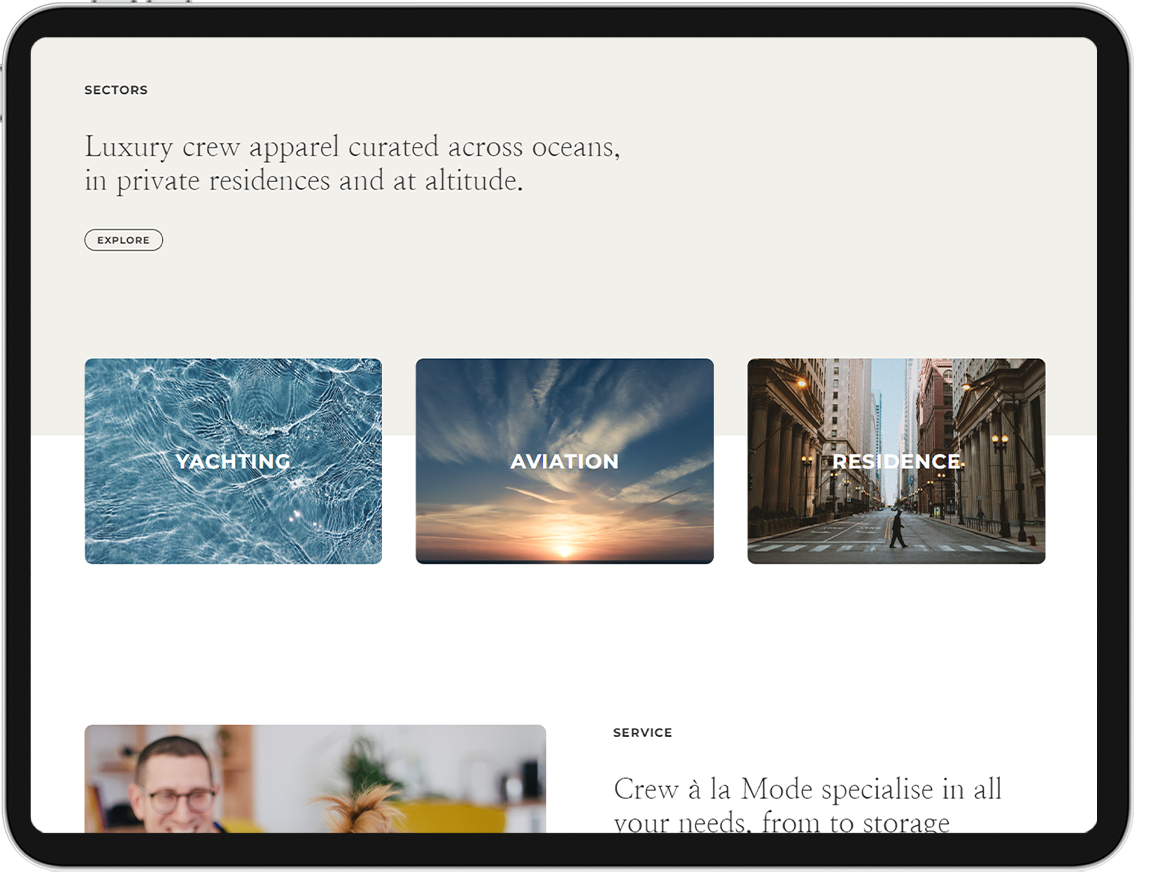 SECTORS
Luxury crew apparel curated across oceans,
in private residences and at altitude.
EXPLORE
YACHTING
AVIATION
RESIDENCE
SERVICE
Crew à la Mode specialise in all
your needs, from to storage